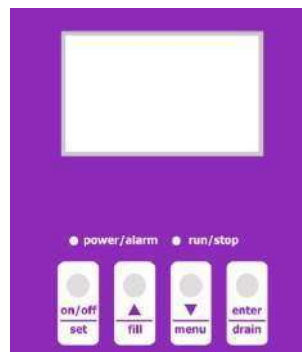 power/alarm run/stop
on/off ▲ ▼ enter
set fill menu drain